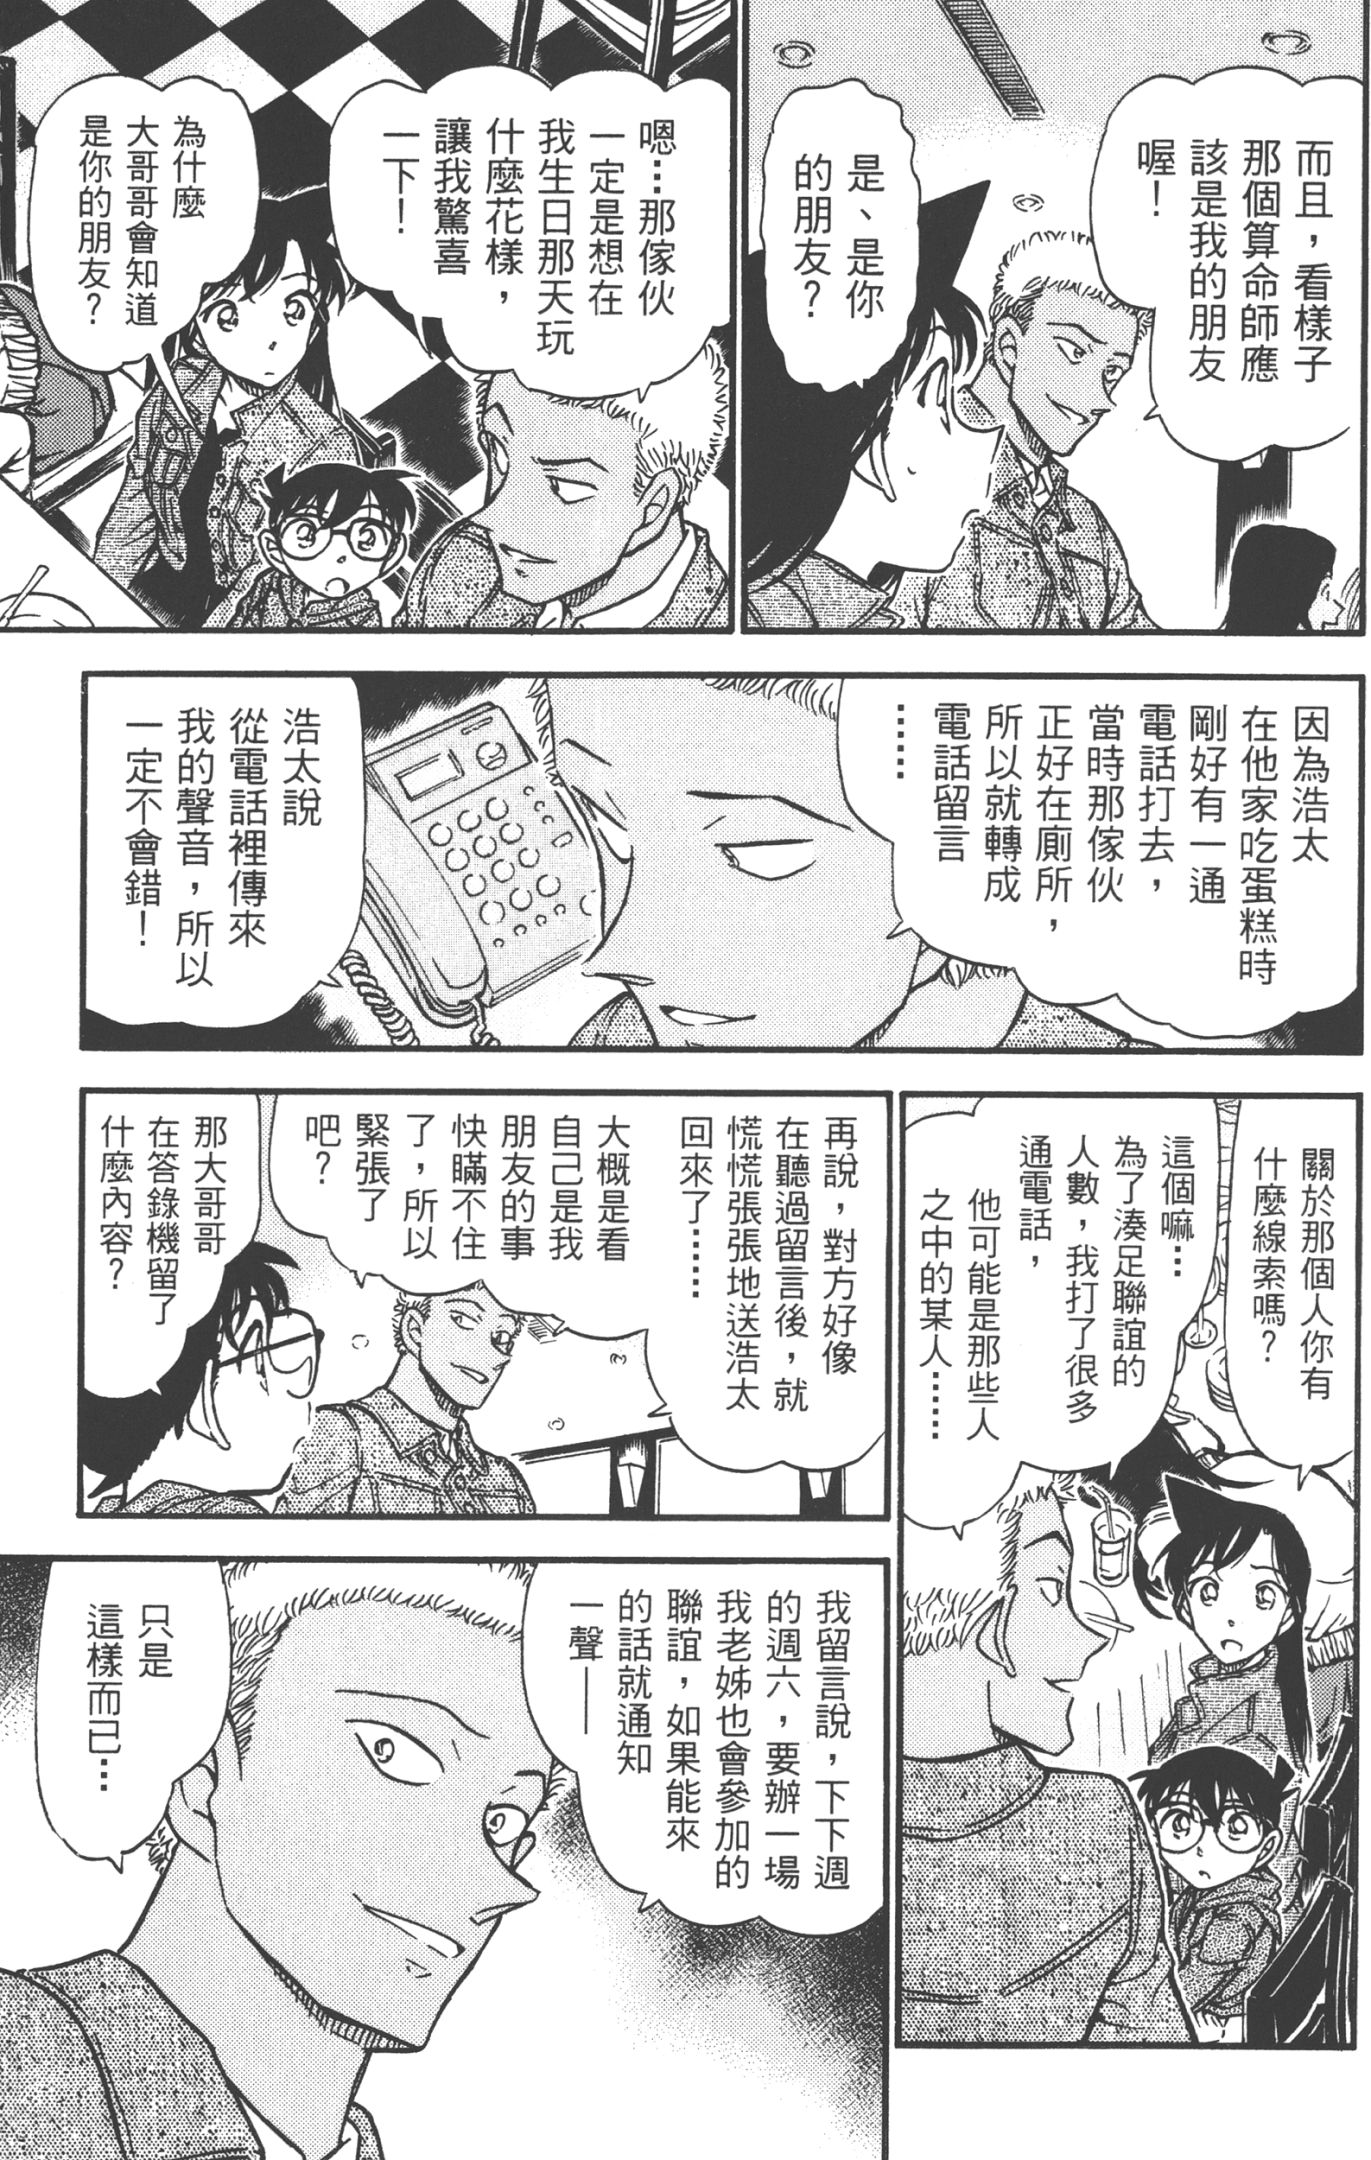 而且，看樣子
那個算命師應
該是我的朋友
喔！
是、是你
的朋友？
嗯…那傢伙
一定是想在
我生日那天玩
什麼花樣，
讓我驚喜
一下！
為什麼
大哥哥會知道
是你的朋友？
因為浩太
在他家吃蛋糕時
剛好有一通
電話打去，
當時那傢伙
正好在廁所，
所以就轉成
電話留言
……
浩太說
從電話裡傳來
我的聲音，所以
一定不會錯！
關於那個人你有
什麼線索嗎？
這個嘛…
為了湊足聯誼的
人數，我打了很多
通電話，
他可能是那些人
之中的某人……
再說，對方好像
在聽過留言後，就
慌慌張張地送浩太
回來了……
大概是看
自己是我
朋友的事
快瞞不住
了，所以
緊張了
吧？
那大哥哥
在答錄機留了
什麼內容？
我留言說，下下週
的週六，要辦一場
我老姊也會參加的
聯誼，如果能來
的話就通知
一聲──
只是
這樣而已…